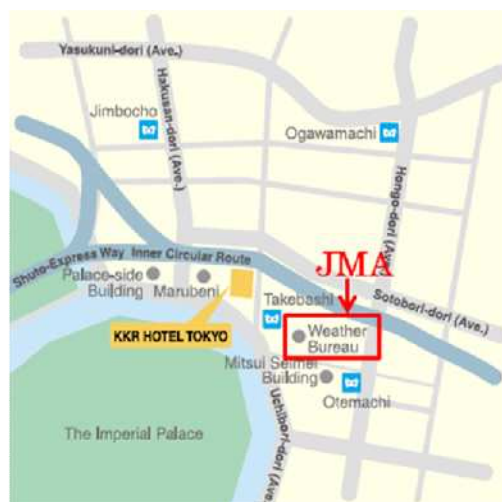 Yasukuni-dori (Ave.)
Hakusan-dori (Ave.)
Jimbocho
Ogawamachi
Hongo-dori (Ave.)
Shuto-Express Way Inner Circular Route
JMA
Palace-side
Building
Marubeni
Takebashi
Sotobori-dori (Ave.)
KKR HOTEL TOKYO
Weather
Bureau
Mitsui Seimei
Building
Otemachi
Uchibori-dori (Ave.)
The Imperial Palace